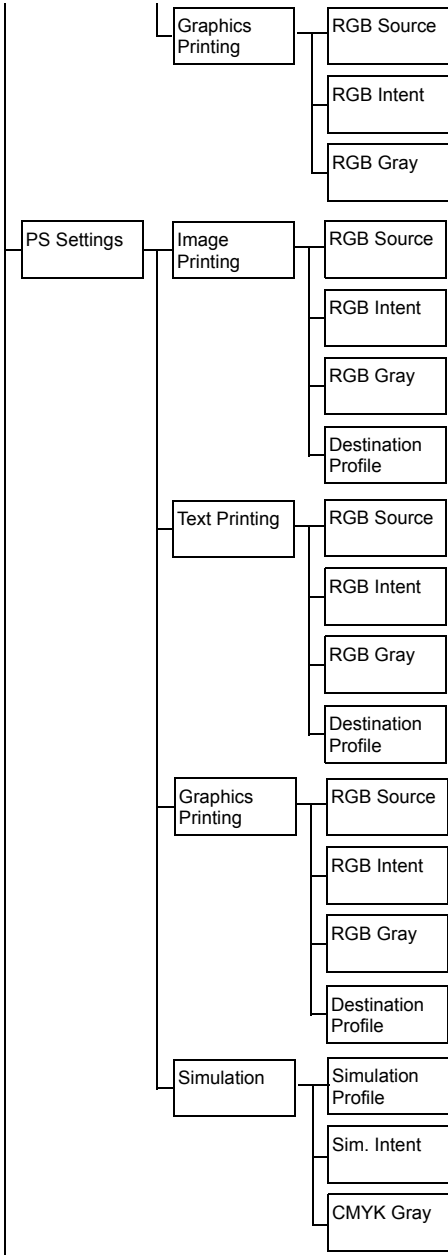 Graphics
Printing
RGB Source
RGB Intent
RGB Gray
PS Settings
Image
Printing
RGB Source
RGB Intent
RGB Gray
Destination
Profile
Text Printing
RGB Source
RGB Intent
RGB Gray
Destination
Profile
Graphics
Printing
RGB Source
RGB Intent
RGB Gray
Destination
Profile
Simulation
Simulation
Profile
Sim. Intent
CMYK Gray